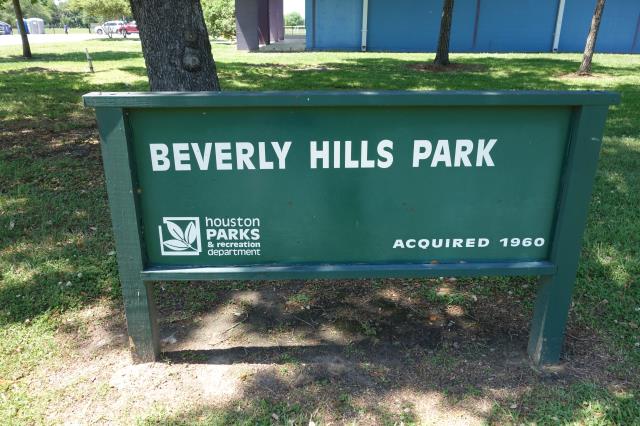 BEVERLY HILLS PARK
houston
PARKS
& recreation
department
ACQUIRED 1960